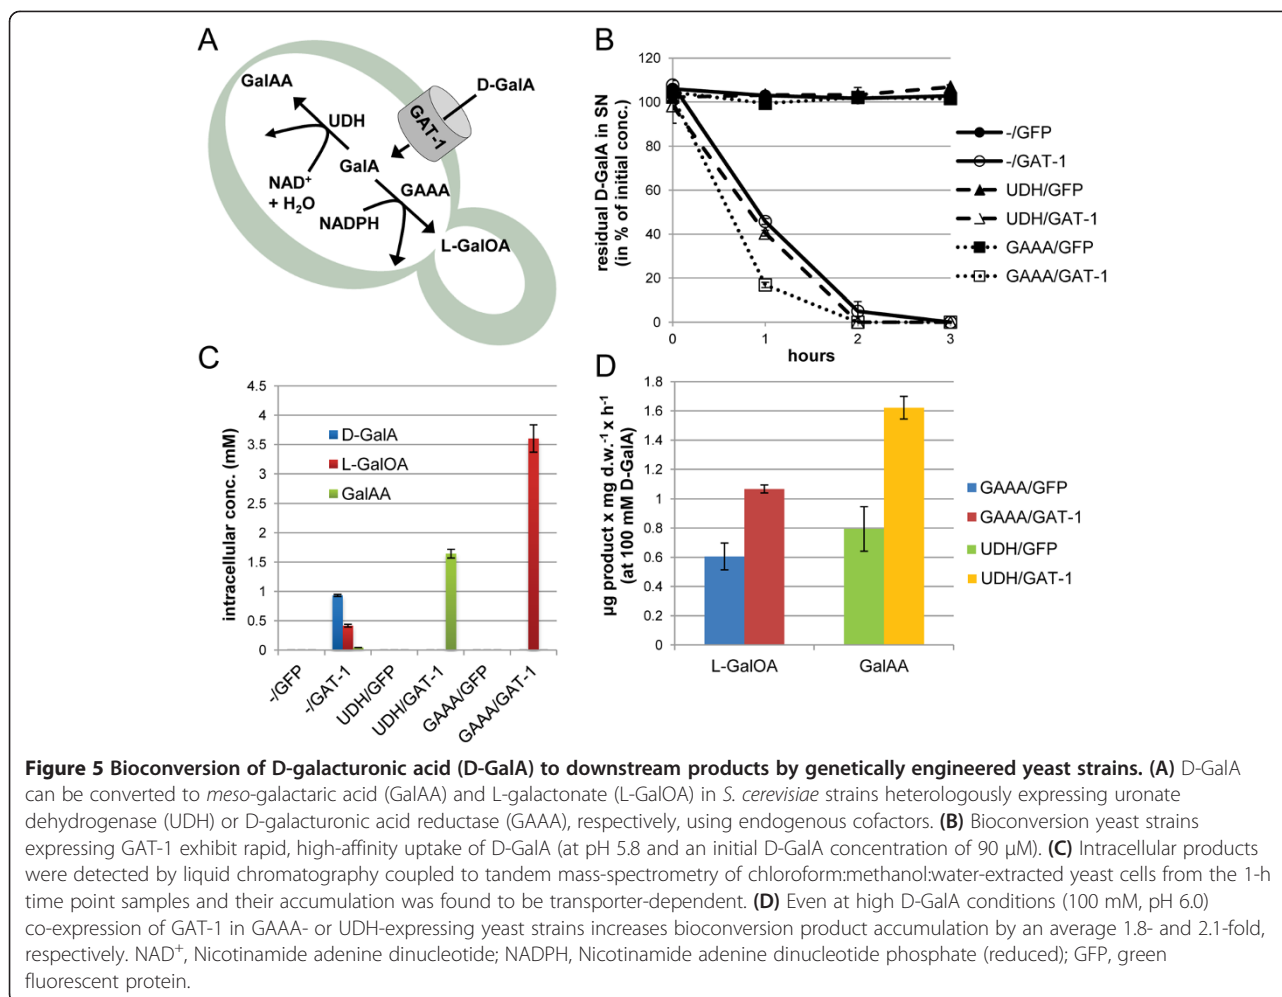 A
GalAA
D-GalA
GAT-1
UDH
GalA
NAD+
+ H2O
GAAA
NADPH
L-GalOA
B
residual D-GalA in SN
(in % of initial conc.)
120
100
80
60
40
20
0
0
1
2
3
hours
-/GFP
-/GAT-1
UDH/GFP
UDH/GAT-1
GAAA/GFP
GAAA/GAT-1
C
intracellular conc. (mM)
4.5
4
3.5
3
2.5
2
1.5
1
0.5
0
D-GalA
L-GalOA
GalAA
-/GFP
-/GAT-1
UDH/GFP
UDH/GAT-1
GAAA/GFP
GAAA/GAT-1
D
µg product x mg d.w.-1 x h-1
(at 100 mM D-GalA)
1.8
1.6
1.4
1.2
1
0.8
0.6
0.4
0.2
0
L-GalOA
GalAA
GAAA/GFP
GAAA/GAT-1
UDH/GFP
UDH/GAT-1
Figure 5 Bioconversion of D-galacturonic acid (D-GalA) to downstream products by genetically engineered yeast strains. (A) D-GalA
can be converted to meso-galactaric acid (GalAA) and L-galactonate (L-GalOA) in S. cerevisiae strains heterologously expressing uronate
dehydrogenase (UDH) or D-galacturonic acid reductase (GAAA), respectively, using endogenous cofactors. (B) Bioconversion yeast strains
expressing GAT-1 exhibit rapid, high-affinity uptake of D-GalA (at pH 5.8 and an initial D-GalA concentration of 90 µM). (C) Intracellular products
were detected by liquid chromatography coupled to tandem mass-spectrometry of chloroform:methanol:water-extracted yeast cells from the 1-h
time point samples and their accumulation was found to be transporter-dependent. (D) Even at high D-GalA conditions (100 mM, pH 6.0)
co-expression of GAT-1 in GAAA- or UDH-expressing yeast strains increases bioconversion product accumulation by an average 1.8- and 2.1-fold,
respectively. NAD+, Nicotinamide adenine dinucleotide; NADPH, Nicotinamide adenine dinucleotide phosphate (reduced); GFP, green
fluorescent protein.